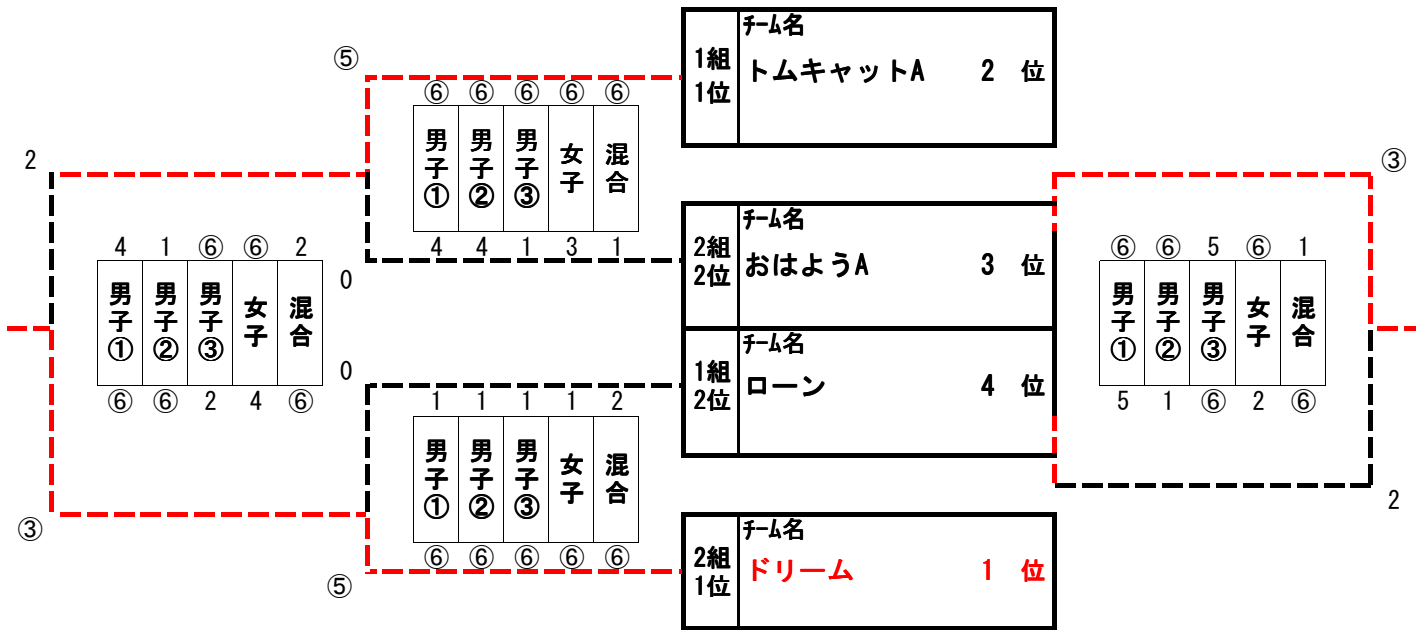 チーム名
1組
1位
トムキャットA 2 位
⑤
⑥ ⑥ ⑥ ⑥ ⑥
男子① 男子② 男子③ 女子 混合
4 4 1 3 1
0
チーム名
2組
2位
おはようA 3 位
2
4 1 ⑥ ⑥ 2
男子① 男子② 男子③ 女子 混合
⑥ ⑥ 2 4 ⑥
③
③
⑥ ⑥ 5 ⑥ 1
男子① 男子② 男子③ 女子 混合
5 1 ⑥ 2 ⑥
2
チーム名
1組
2位
ローン 4 位
0
1 1 1 1 2
男子① 男子② 男子③ 女子 混合
⑥ ⑥ ⑥ ⑥ ⑥
⑤
チーム名
2組
1位
ドリーム 1 位